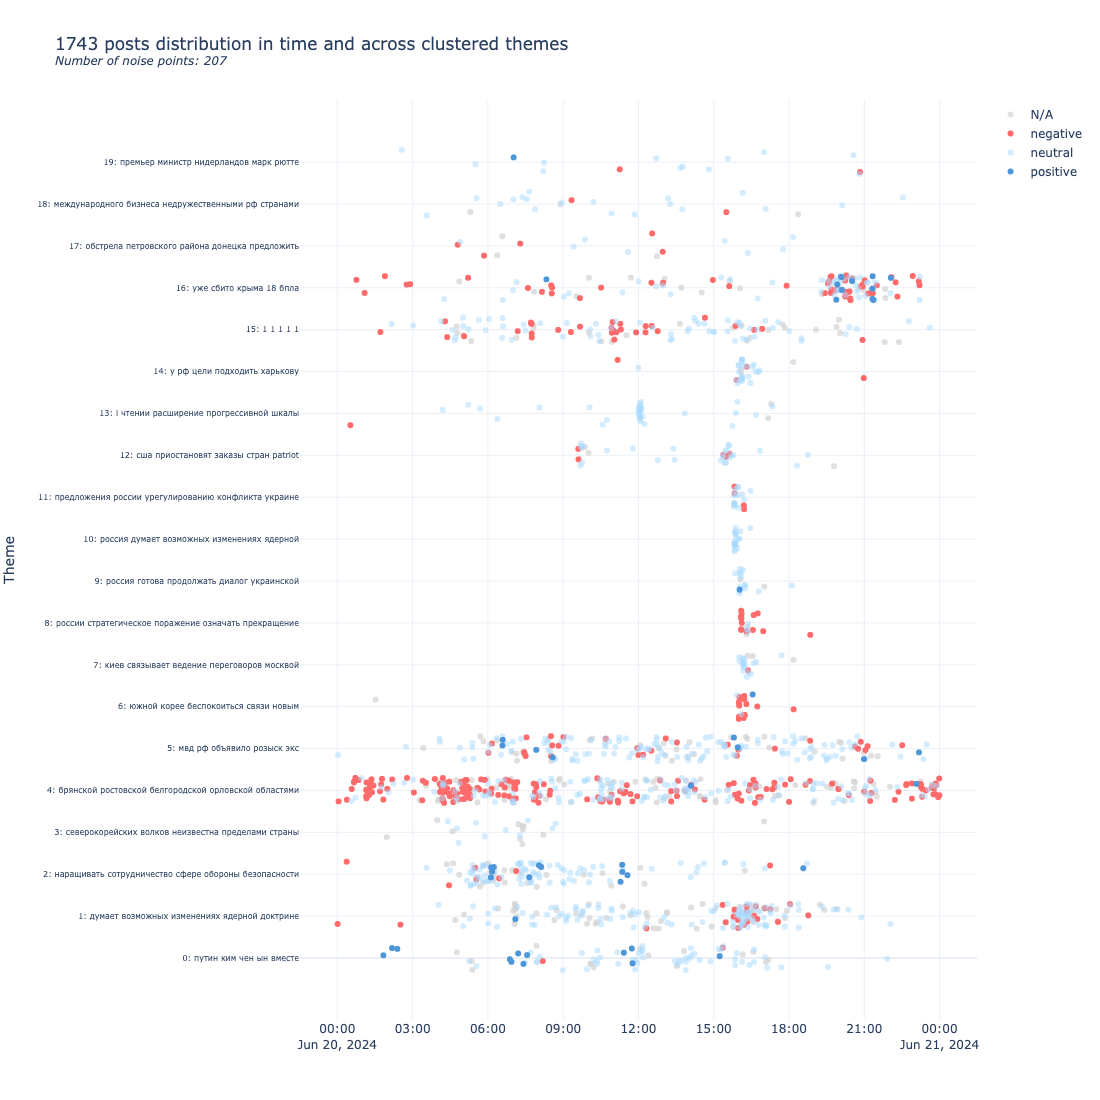 1743 posts distribution in time and across clustered themes
Number of noise points: 207
N/A
negative
neutral
positive
19: премьер министр нидерландов марк рютте
18: международного бизнеса недружественными рф странами
17: обстрела петровского района донецка предложить
16: уже сбито крыма 18 бпла
15: 1 1 1 1 1
14: у рф цели подходить харькову
13: i чтении расширение прогрессивной шкалы
12: сша приостановят заказы стран patriot
11: предложения россии урегулированию конфликта украине
10: россия думает возможных изменениях ядерной
9: россия готова продолжать диалог украинской
8: россии стратегическое поражение означать прекращение
7: киев связывает ведение переговоров москвой
6: южной корее беспокоиться связи новым
5: мвд рф объявило розыск экс
4: брянской ростовской белгородской орловской областями
3: северокорейских волков неизвестна пределами страны
2: наращивать сотрудничество сфере обороны безопасности
1: думает возможных изменениях ядерной доктрине
0: путин ким чен ын вместе
Theme
00:00 03:00 06:00 09:00 12:00 15:00 18:00 21:00 00:00
Jun 20, 2024 Jun 21, 2024